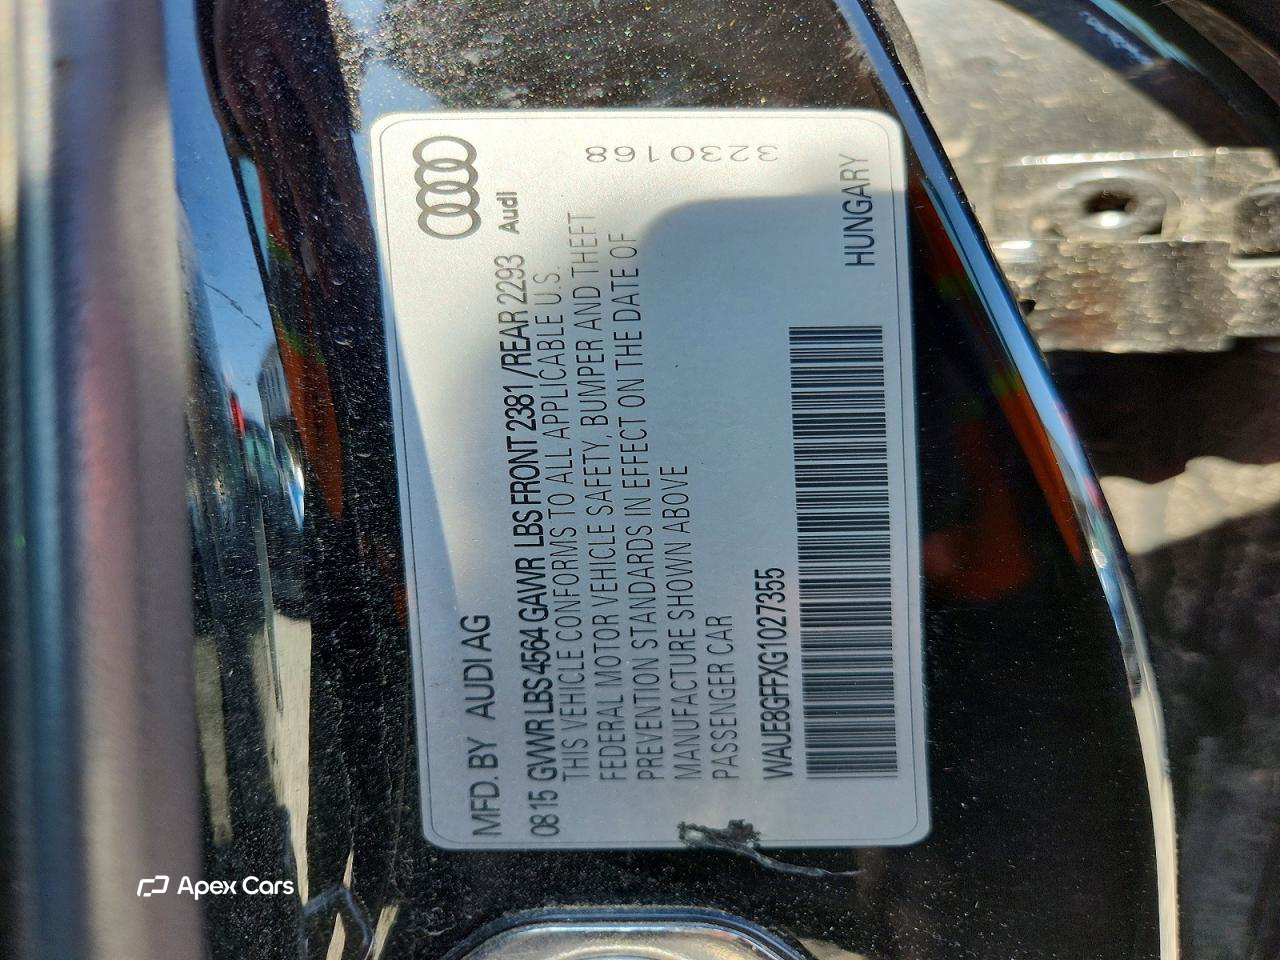 MFD. BY AUDI AG
Audi
0815 GWWR LBS 4564 GAWR LBS FRONT 2381 /REAR 2293
THIS VEHICLE CONFORMS TO ALL APPLICABLE U.S.
FEDERAL MOTOR VEHICLE SAFETY, BUMPER AND THEFT
PREVENTION STANDARDS IN EFFECT ON THE DATE OF
MANUFACTURE SHOWN ABOVE
PASSENGER CAR
WAUE8GFFXG1027355
HUNGARY
3230168
Apex Cars